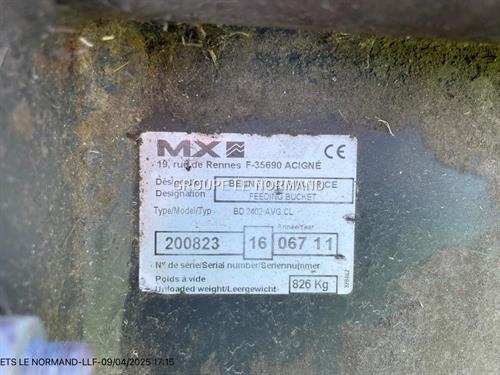 MX CE
19, rue de Rennes F-35690 ACIGNÉ
Désignation
Designation FEEDING BUCKET
GROUPE LE NORMAND
Type/Model/Typ BD 2402 AVG CL
Année/Year
200823 16 067 11
N° de série/Serial number/Seriennummer
Poids à vide
Unloaded weight/Leergewicht 826 Kg
ETS LE NORMAND-LLF-09/04/2025 17:15